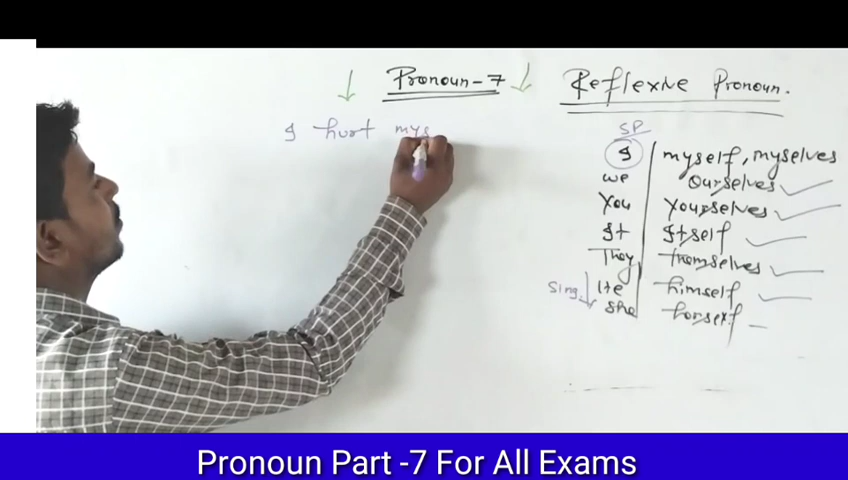 Pronoun-7
Reflexive Pronoun.
I hurt mys
SP
I myself, myselves
we Ourselves
You Yourselves
It Itself
They themselves
Sing. He himself
She herself
Pronoun Part -7 For All Exams